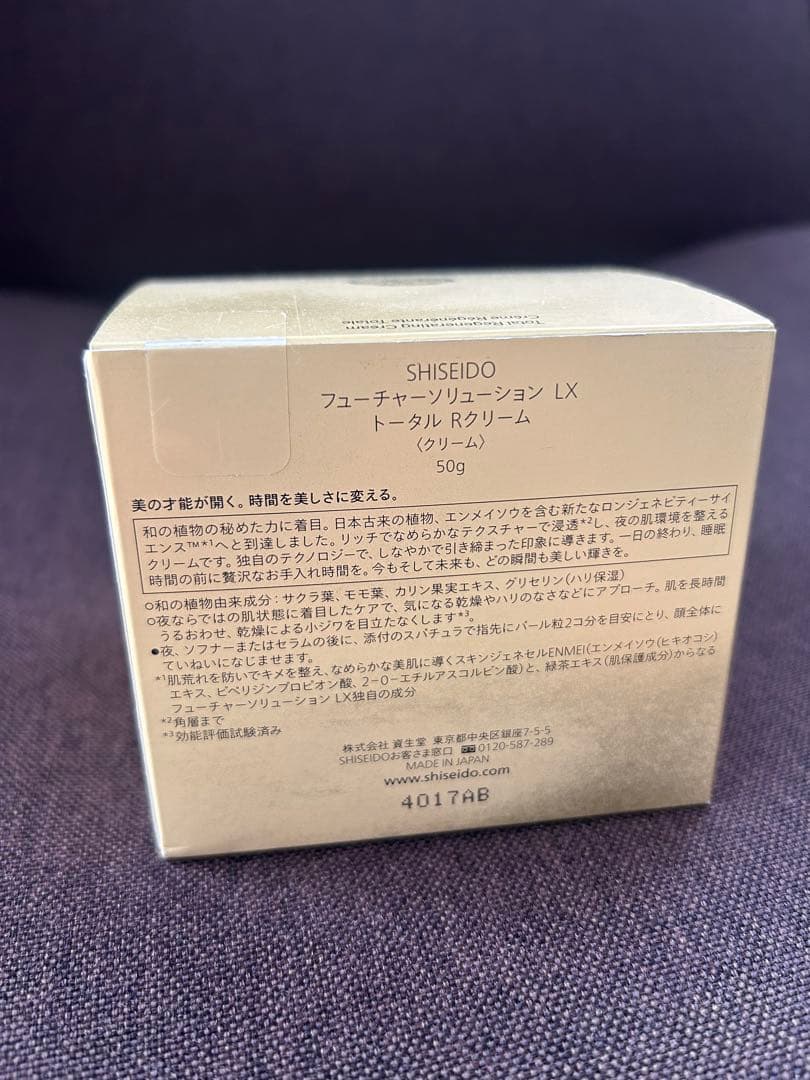 Total Regenerating Cream
Crème Régénérante Totale
SHISEIDO
フューチャーソリューション LX
トータル Rクリーム
〈クリーム〉
50g
美の才能が開く。時間を美しさに変える。
和の植物の秘めた力に着目。日本古来の植物、エンメイソウを含む新たなロンジェネビティーサイ
エンス™*1へと到達しました。リッチでなめらかなテクスチャーで浸透*2し、夜の肌環境を整える
クリームです。独自のテクノロジーで、しなやかで引き締まった印象に導きます。一日の終わり、睡眠
時間の前に贅沢なお手入れ時間を。今もそして未来も、どの瞬間も美しい輝きを。
○和の植物由来成分：サクラ葉、モモ葉、カリン果実エキス、グリセリン(ハリ保湿)
○夜ならではの肌状態に着目したケアで、気になる乾燥やハリのなさなどにアプローチ。肌を長時間
うるおわせ、乾燥による小ジワを目立たなくします*3。
●夜、ソフナーまたはセラムの後に、添付のスパチュラで指先にパール粒2コ分を目安にとり、顔全体に
ていねいになじませます。
*1肌荒れを防いでキメを整え、なめらかな美肌に導くスキンジェネセルENMEI(エンメイソウ(ヒキオコシ)
エキス、ピペリジンプロピオン酸、2-O-エチルアスコルビン酸)と、緑茶エキス(肌保護成分)からなる
フューチャーソリューション LX独自の成分
*2角層まで
*3効能評価試験済み
株式会社 資生堂 東京都中央区銀座7-5-5
SHISEIDOお客さま窓口 0120-587-289
MADE IN JAPAN
www.shiseido.com
4017AB